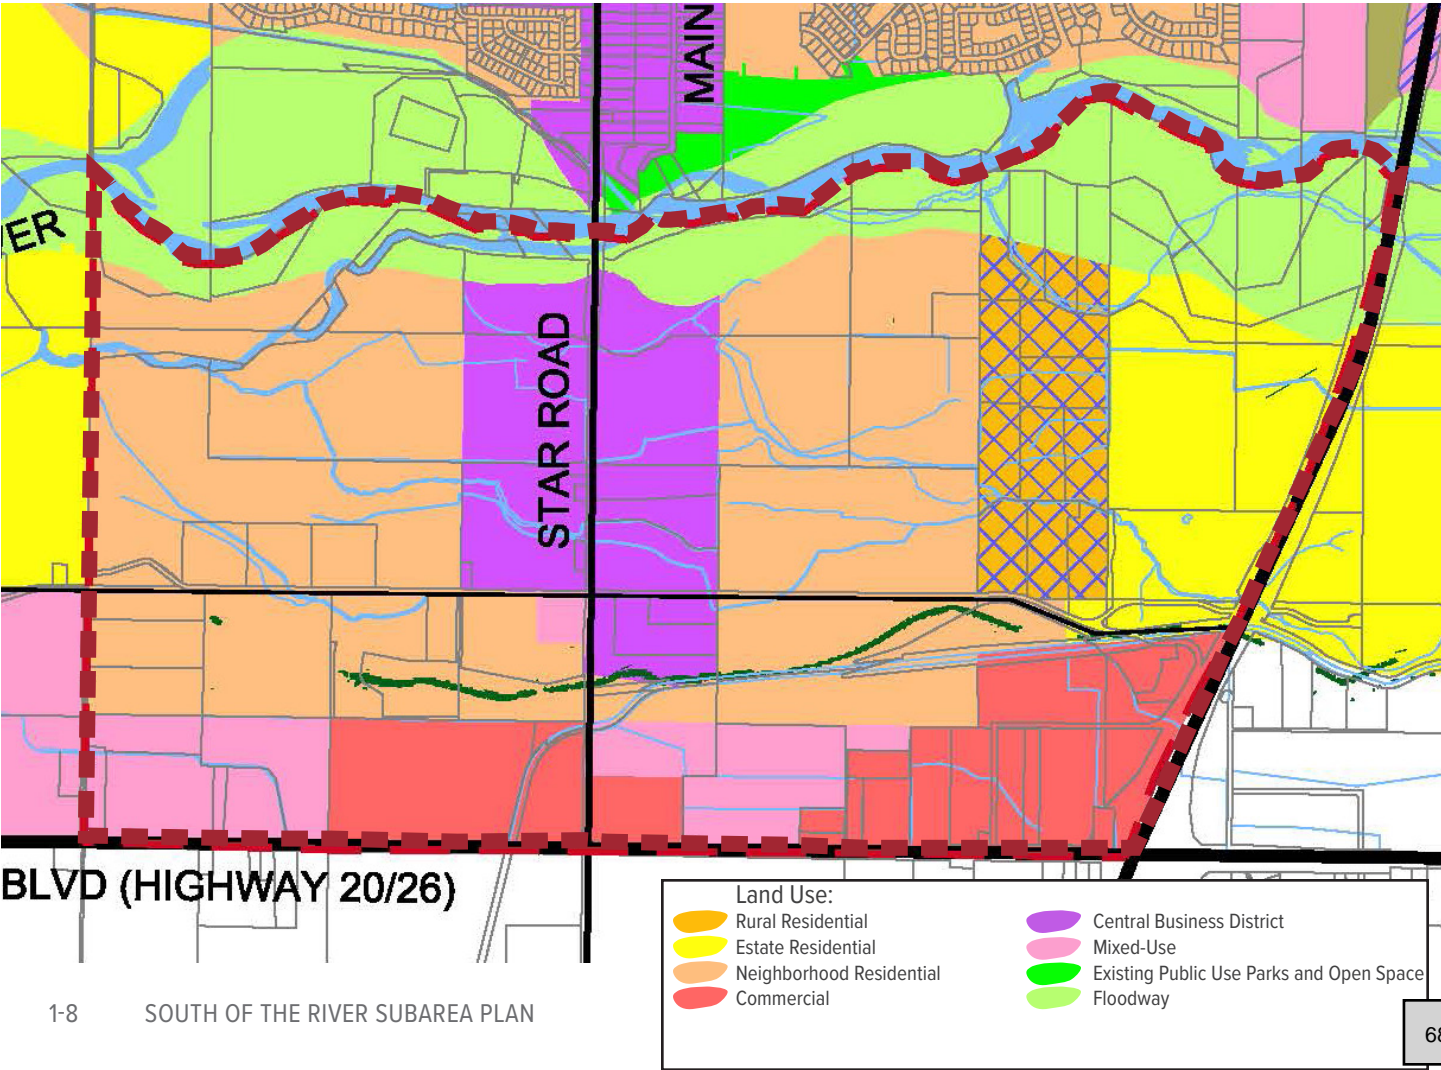 MAIN
VER
STAR ROAD
BLVD (HIGHWAY 20/26)
Land Use:
Rural Residential
Estate Residential
Neighborhood Residential
Commercial
Central Business District
Mixed-Use
Existing Public Use Parks and Open Space
Floodway
1-8 SOUTH OF THE RIVER SUBAREA PLAN
68